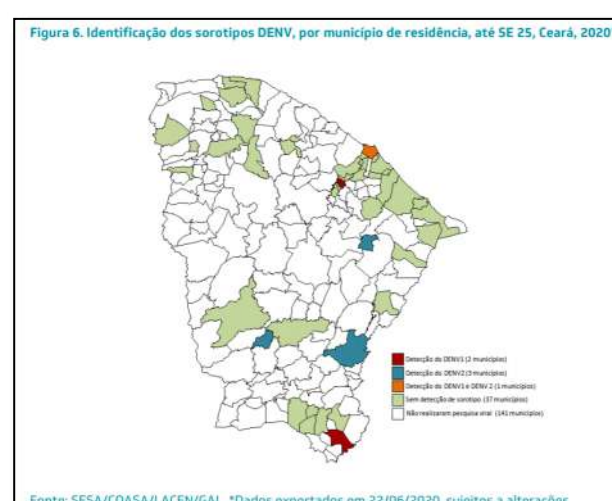 Figura 6. Identificação dos sorotipos DENV, por município de residência, até SE 25, Ceará, 2020*
Detecção do DENV1 (2 municípios)
Detecção do DENV2 (3 municípios)
Detecção do DENV1 e DENV 2 (1 municípios)
Sem detecção de sorotipo (37 municípios)
Não realizaram pesquisa viral (141 municípios)
Fonte: SESA/COASA/LACEN/GAL. *Dados exportados em 22/06/2020, sujeitos a alterações